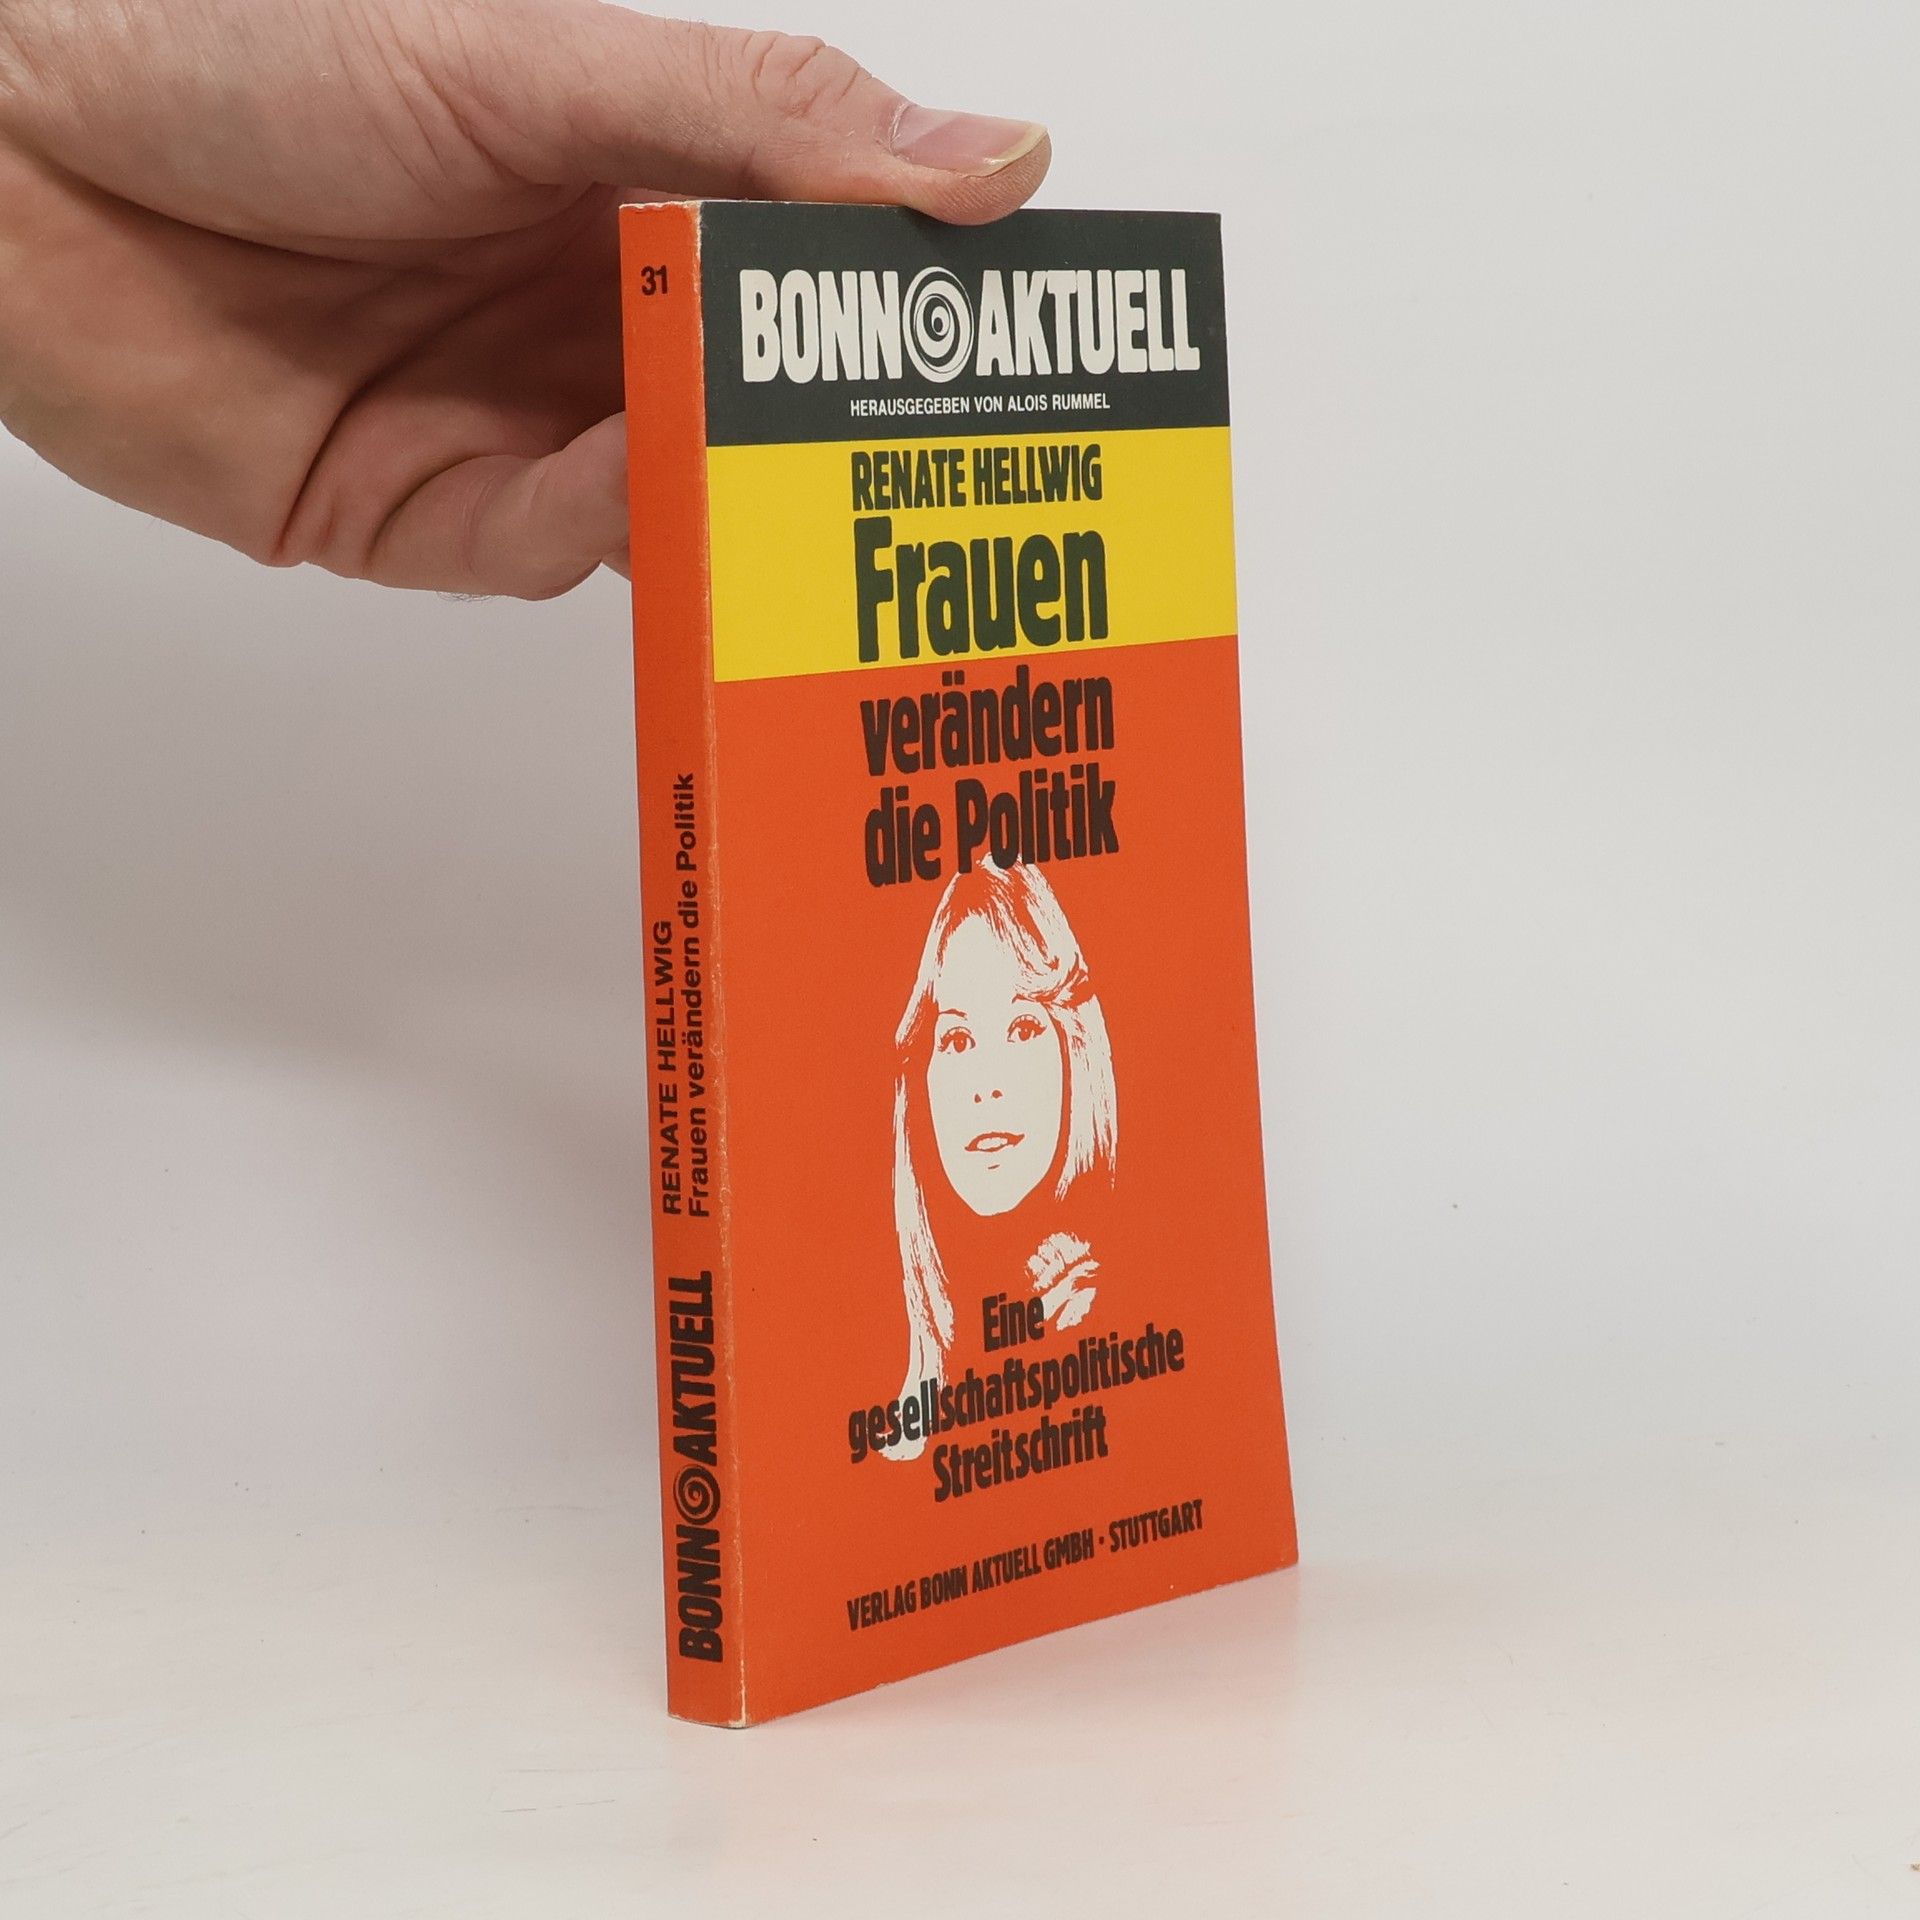 31
RENATE HELLWIG
Frauen verändern die Politik
BONN AKTUELL
BONN AKTUELL
HERAUSGEGEBEN VON ALOIS RUMMEL
RENATE HELLWIG
Frauen
verändern
die Politik
Eine
gesellschaftspolitische
Streitschrift
VERLAG BONN AKTUELL GMBH · STUTTGART